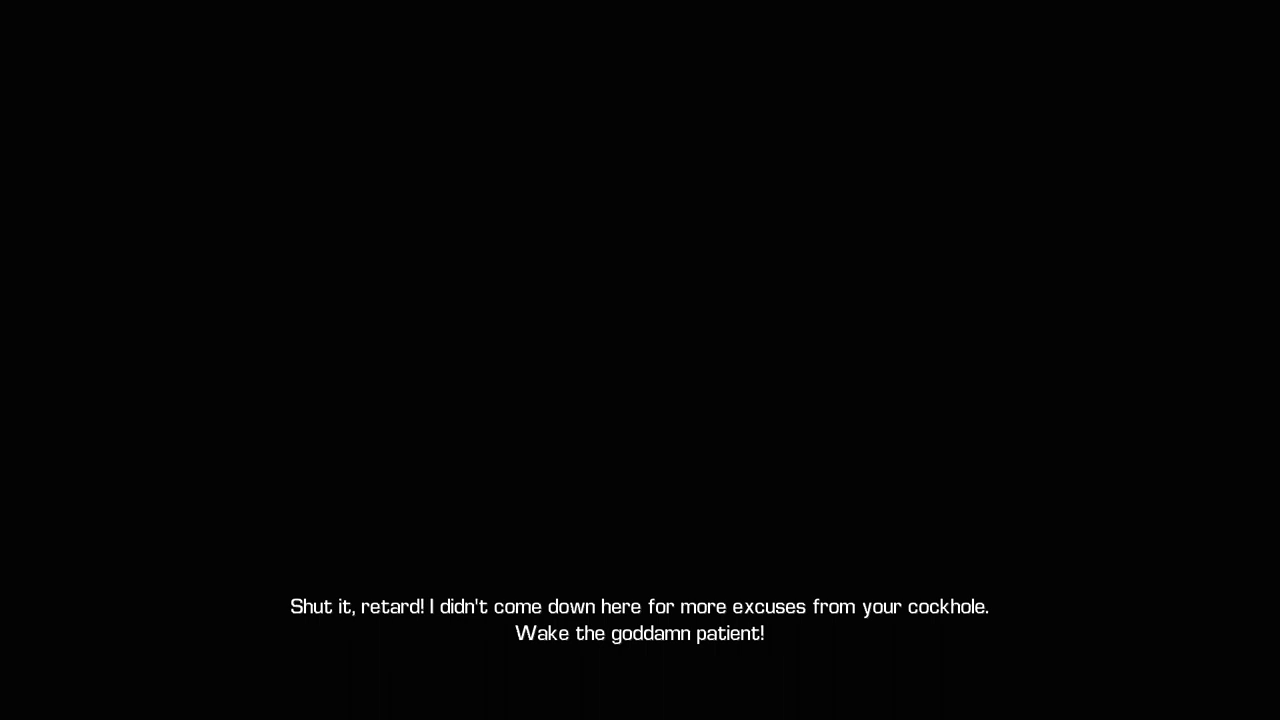 Shut it, retard! I didn't come down here for more excuses from your cockhole.
Wake the goddamn patient!